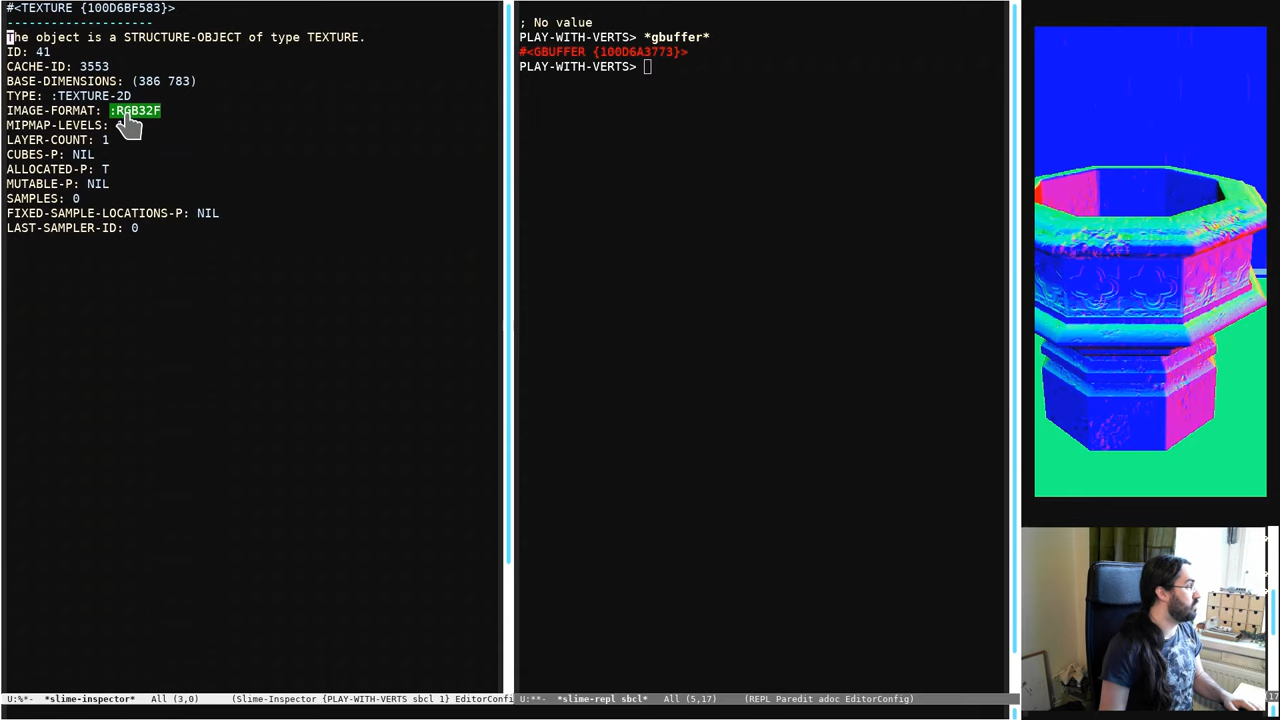 #<TEXTURE {100D6BF583}>
--------------------
The object is a STRUCTURE-OBJECT of type TEXTURE.
ID: 41
CACHE-ID: 3553
BASE-DIMENSIONS: (386 783)
TYPE: :TEXTURE-2D
IMAGE-FORMAT: :RGB32F
MIPMAP-LEVELS:
LAYER-COUNT: 1
CUBES-P: NIL
ALLOCATED-P: T
MUTABLE-P: NIL
SAMPLES: 0
FIXED-SAMPLE-LOCATIONS-P: NIL
LAST-SAMPLER-ID: 0
U:%*-  *slime-inspector*   All (3,0)   (Slime-Inspector {PLAY-WITH-VERTS sbcl 1} EditorConfi
; No value
PLAY-WITH-VERTS> *gbuffer*
#<GBUFFER {100D6A3773}>
PLAY-WITH-VERTS>
U:**-  *slime-repl sbcl*   All (5,17)   (REPL Paredit adoc EditorConfig)